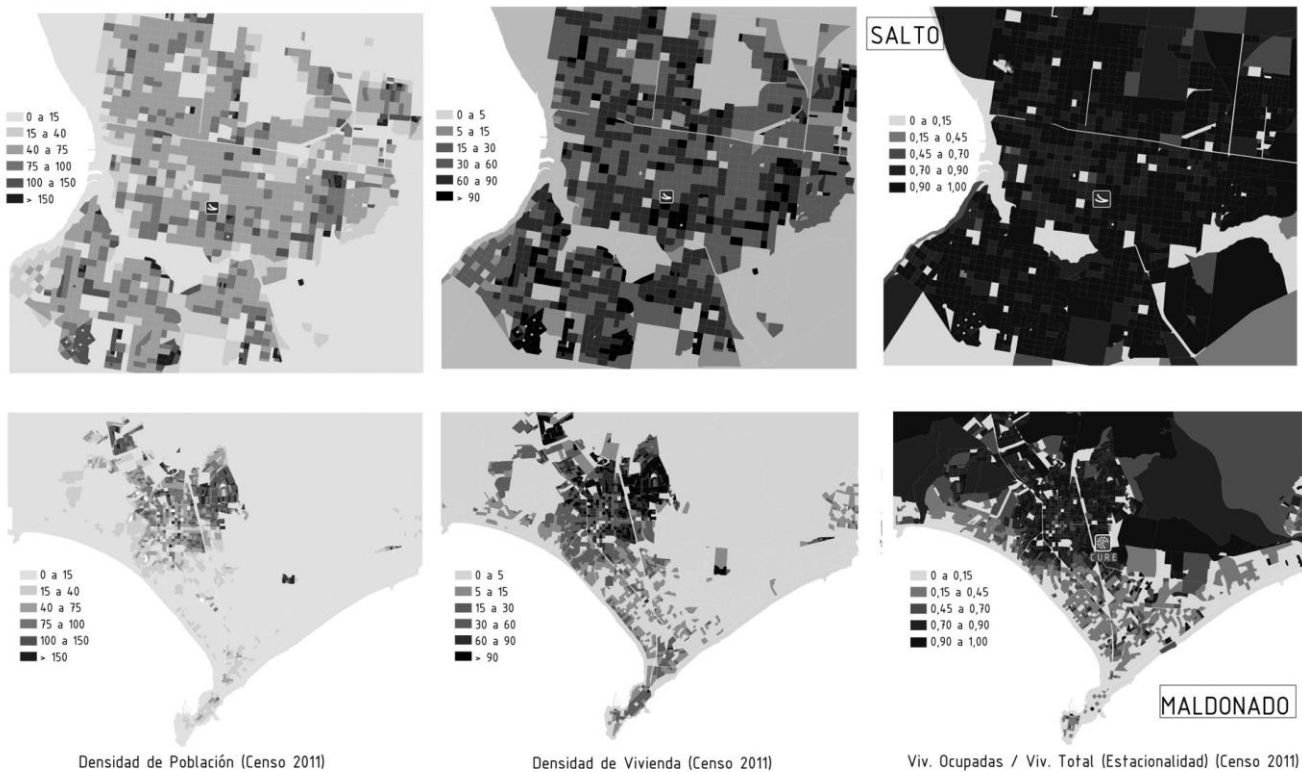 SALTO
0 a 15
15 a 40
40 a 75
75 a 100
100 a 150
> 150
0 a 5
5 a 15
15 a 30
30 a 60
60 a 90
> 90
0 a 0,15
0,15 a 0,45
0,45 a 0,70
0,70 a 0,90
0,90 a 1,00
CURE
0 a 15
15 a 40
40 a 75
75 a 100
100 a 150
> 150
0 a 5
5 a 15
15 a 30
30 a 60
60 a 90
> 90
0 a 0,15
0,15 a 0,45
0,45 a 0,70
0,70 a 0,90
0,90 a 1,00
MALDONADO
Densidad de Población (Censo 2011)
Densidad de Vivienda (Censo 2011)
Viv. Ocupadas / Viv. Total (Estacionalidad) (Censo 2011)